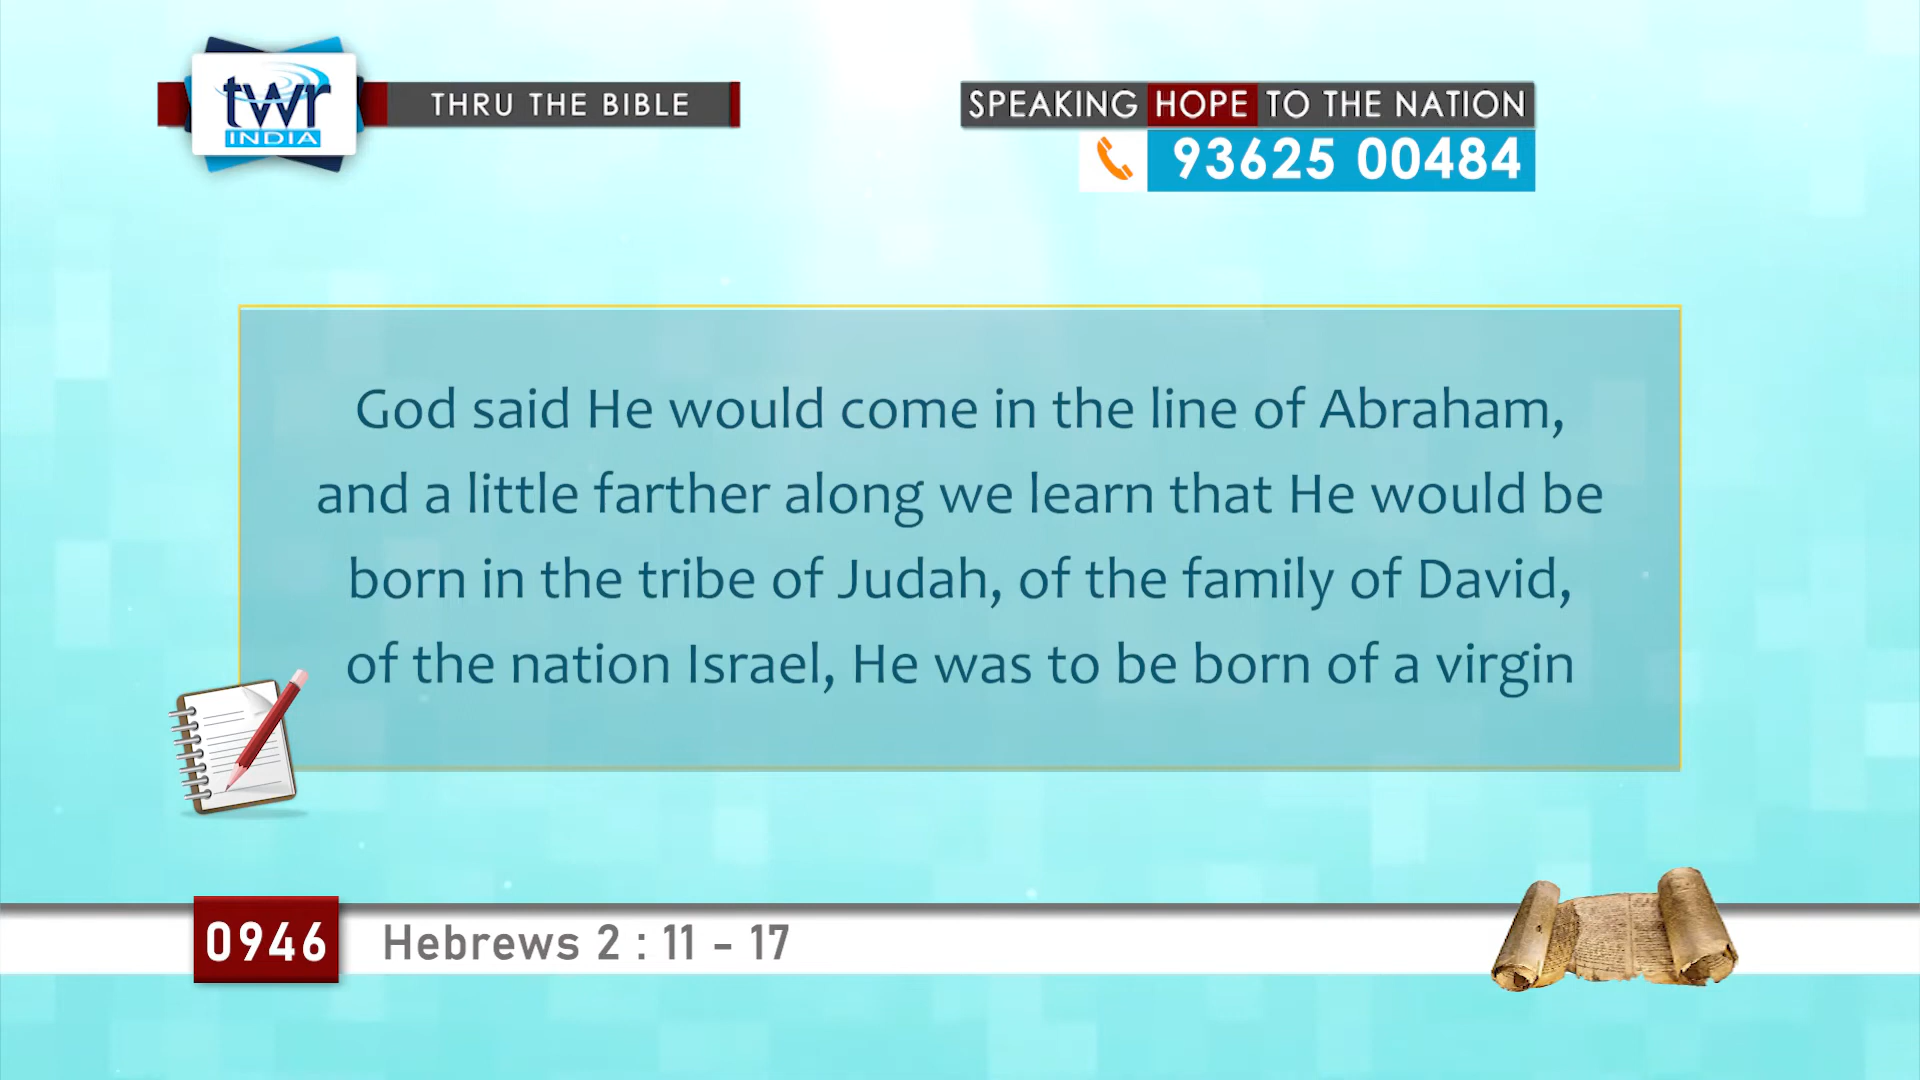 twr
INDIA
THRU THE BIBLE
SPEAKING HOPE TO THE NATION
93625 00484
God said He would come in the line of Abraham,
and a little farther along we learn that He would be
born in the tribe of Judah, of the family of David,
of the nation Israel, He was to be born of a virgin
0946
Hebrews 2 : 11 - 17